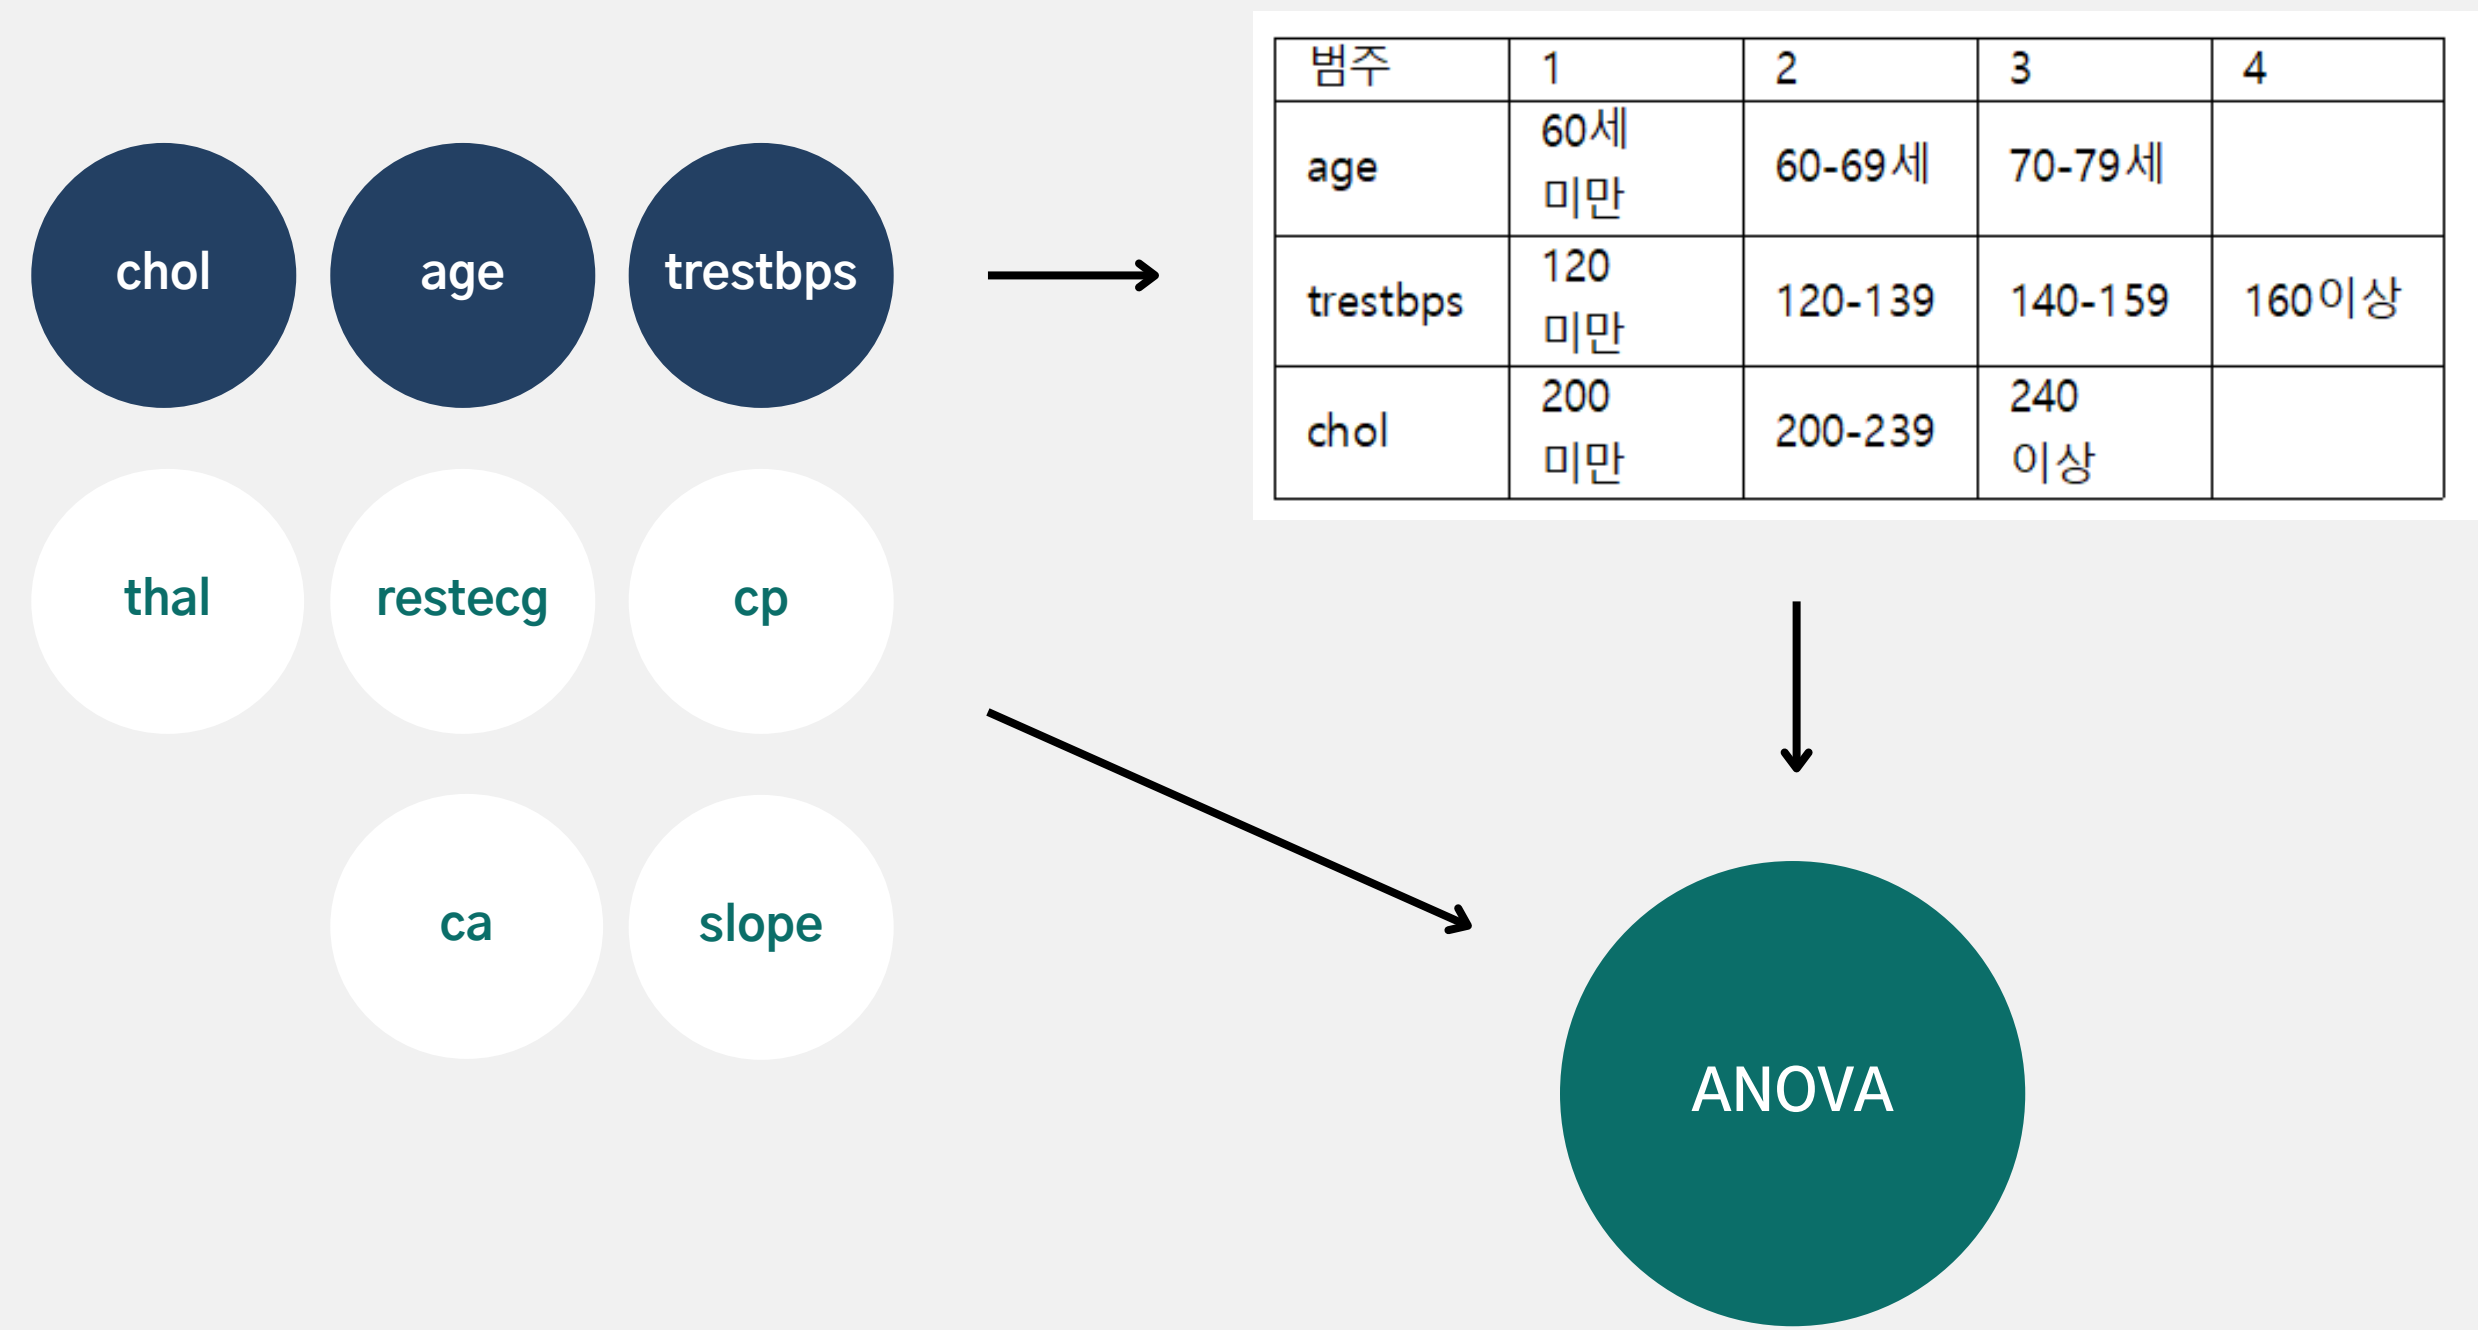 chol
age
trestbps
thal
restecg
cp
ca
slope
범주 1 2 3 4
age 60세 미만 60-69세 70-79세
trestbps 120 미만 120-139 140-159 160이상
chol 200 미만 200-239 240 이상
ANOVA